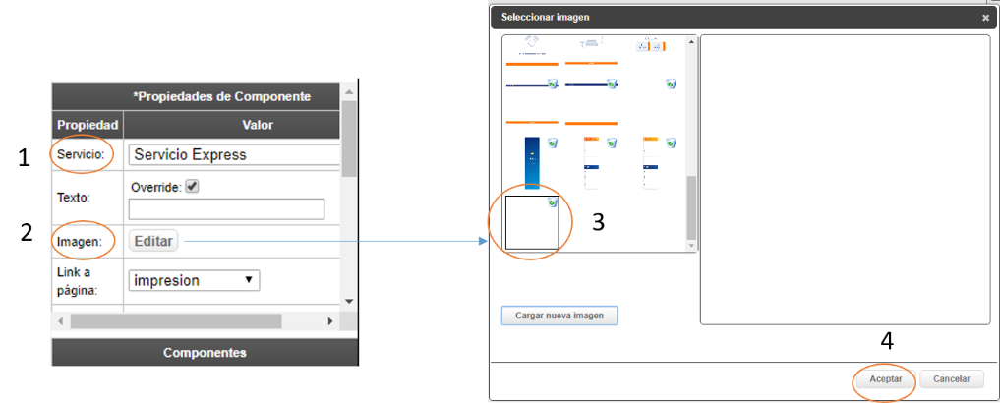 Seleccionar imagen
*Propiedades de Componente
Propiedad Valor
1 Servicio: Servicio Express
Texto: Override:
2 Imagen: Editar
3
Link a
página: impresion
Cargar nueva imagen
Componentes
4
Aceptar Cancelar